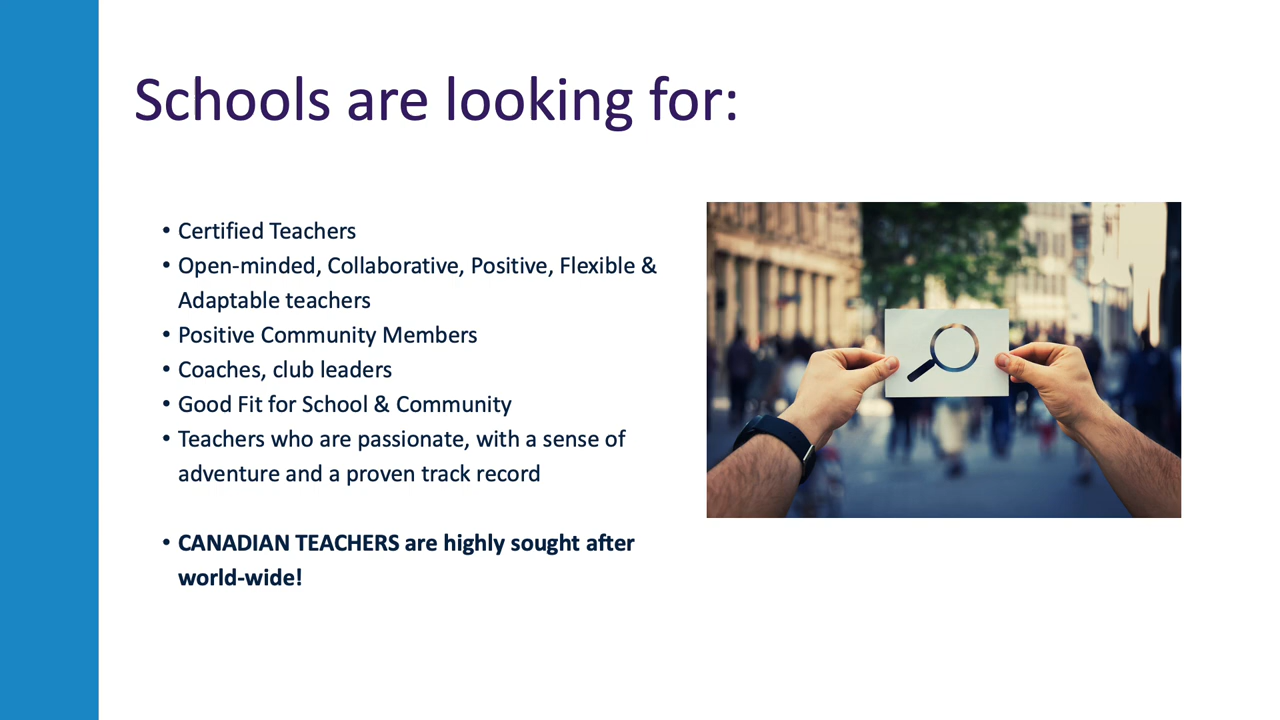 Schools are looking for:
• Certified Teachers
• Open-minded, Collaborative, Positive, Flexible &
Adaptable teachers
• Positive Community Members
• Coaches, club leaders
• Good Fit for School & Community
• Teachers who are passionate, with a sense of
adventure and a proven track record
• CANADIAN TEACHERS are highly sought after
world-wide!